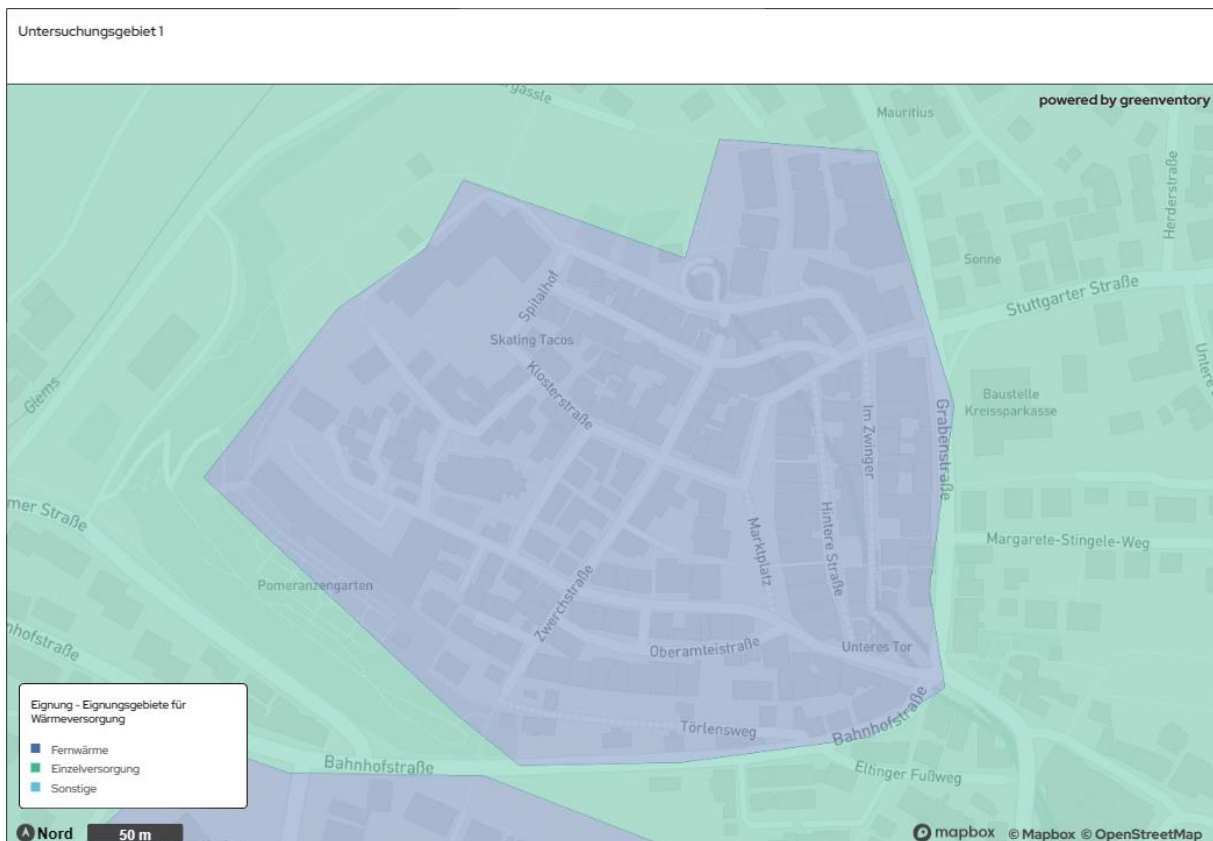 Untersuchungsgebiet 1
powered by greenventory
Mauritius
Herderstraße
Sonne
Stuttgarter Straße
Spitalhof
Skating Tacos
Klosterstraße
Glems
Baustelle
Kreissparkasse
Im Zwinger
Grabenstraße
Hintere Straße
Marktplatz
Margarete-Stingele-Weg
mer Straße
Pomeranzengarten
Zwerchstraße
Oberamteistraße
Unteres Tor
Törlensweg
Bahnhofstraße
Bahnhofstraße
Eltinger Fußweg
nhofstraße
Eignung - Eignungsgebiete für
Wärmeversorgung
Fernwärme
Einzelversorgung
Sonstige
Nord
50 m
mapbox © Mapbox © OpenStreetMap